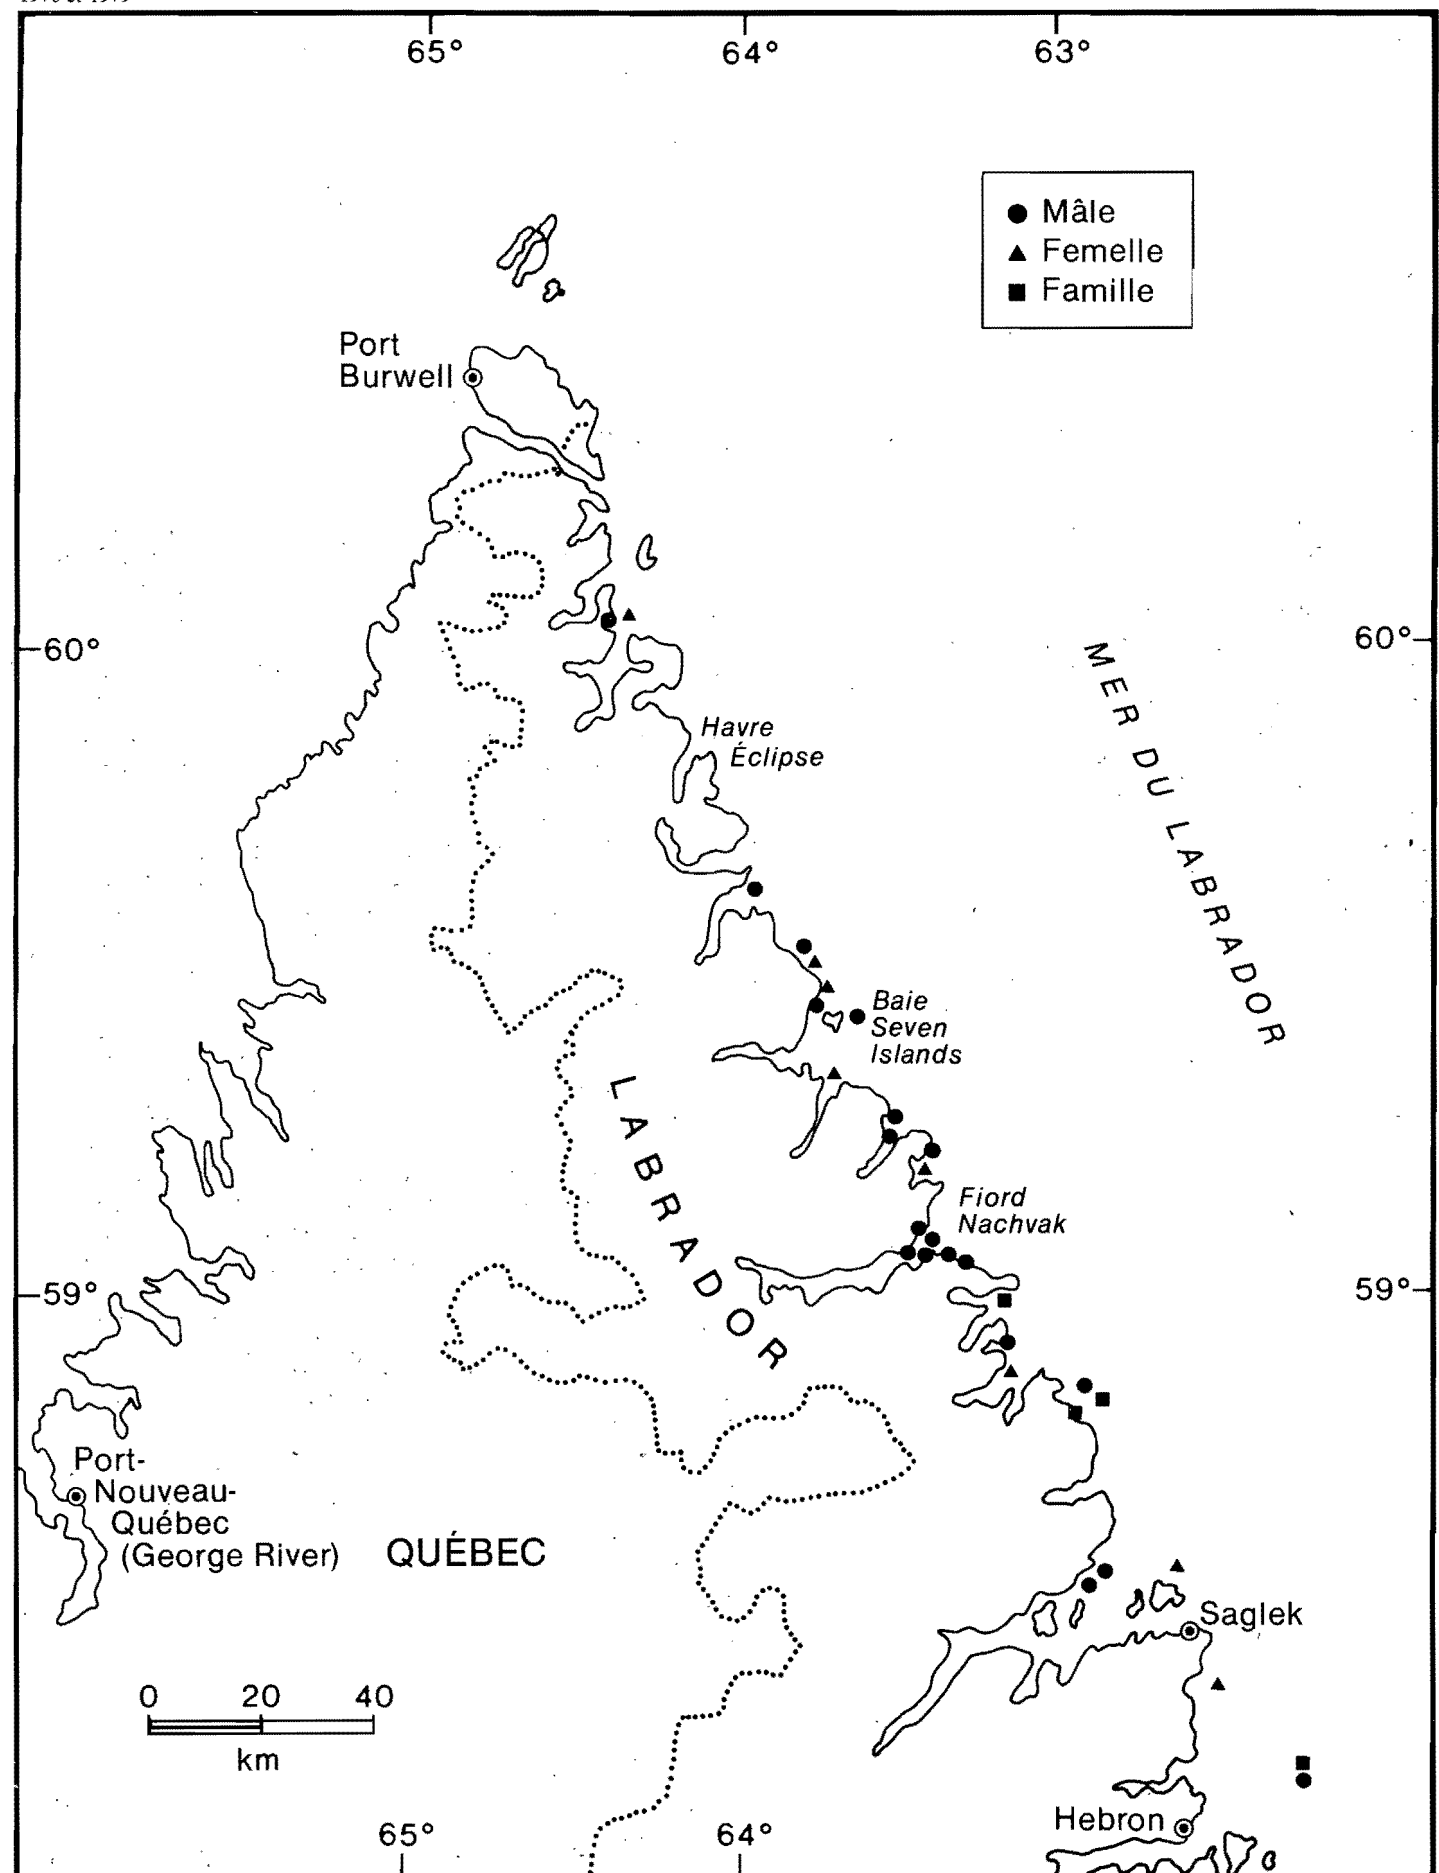 65° 64° 63°
Mâle
Femelle
Famille
Port
Burwell
60° 60°
MER DU LABRADOR
Havre
Éclipse
Baie
Seven
Islands
LABRADOR
Fiord
Nachvak
59° 59°
Port-
Nouveau-
Québec
(George River)
QUÉBEC
Saglek
0 20 40
km
Hebron
65° 64°